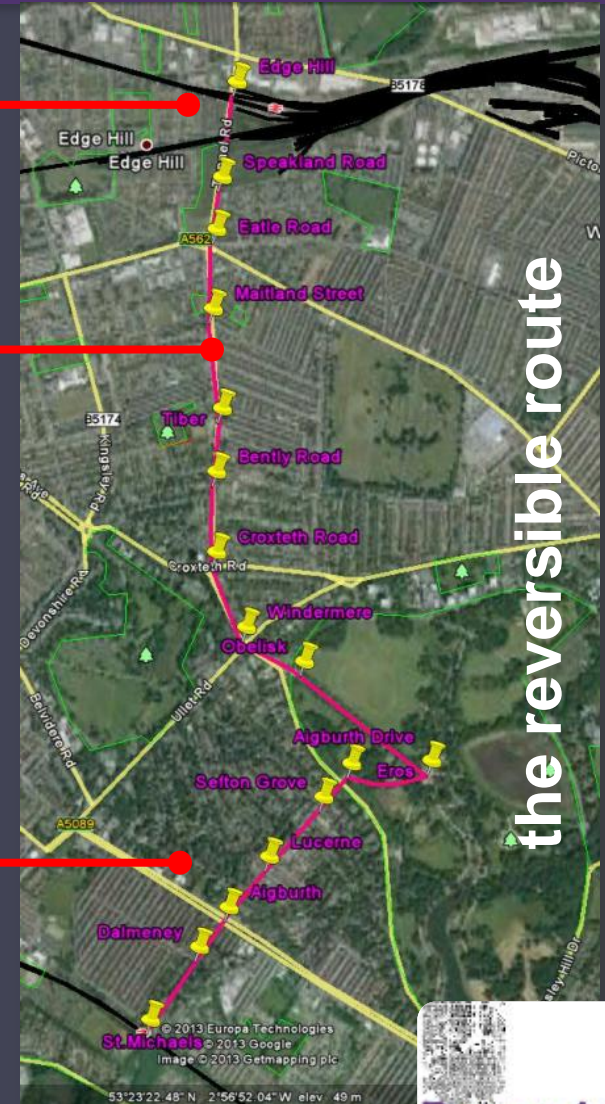 Edge Hill
B5178
Edge Hill
Edge Hill
Speakland Road
Eatle Road
A562
Maitland Street
Tiber
B5174
Kingsley Rd
Bently Road
Croxteth Road
Croxteth Rd
Devonshire Rd
Windermere
Obelisk
Ullet Rd
Belvidere Rd
Aigburth Drive
Eros
Sefton Grove
A5089
Lucerne
Aigburth
Dalmeney
St.Michaels
© 2013 Europa Technologies
© 2013 Google
Image © 2013 Getmapping plc
53°23'22.48" N 2°56'52.04" W elev 49 m
the reversible route